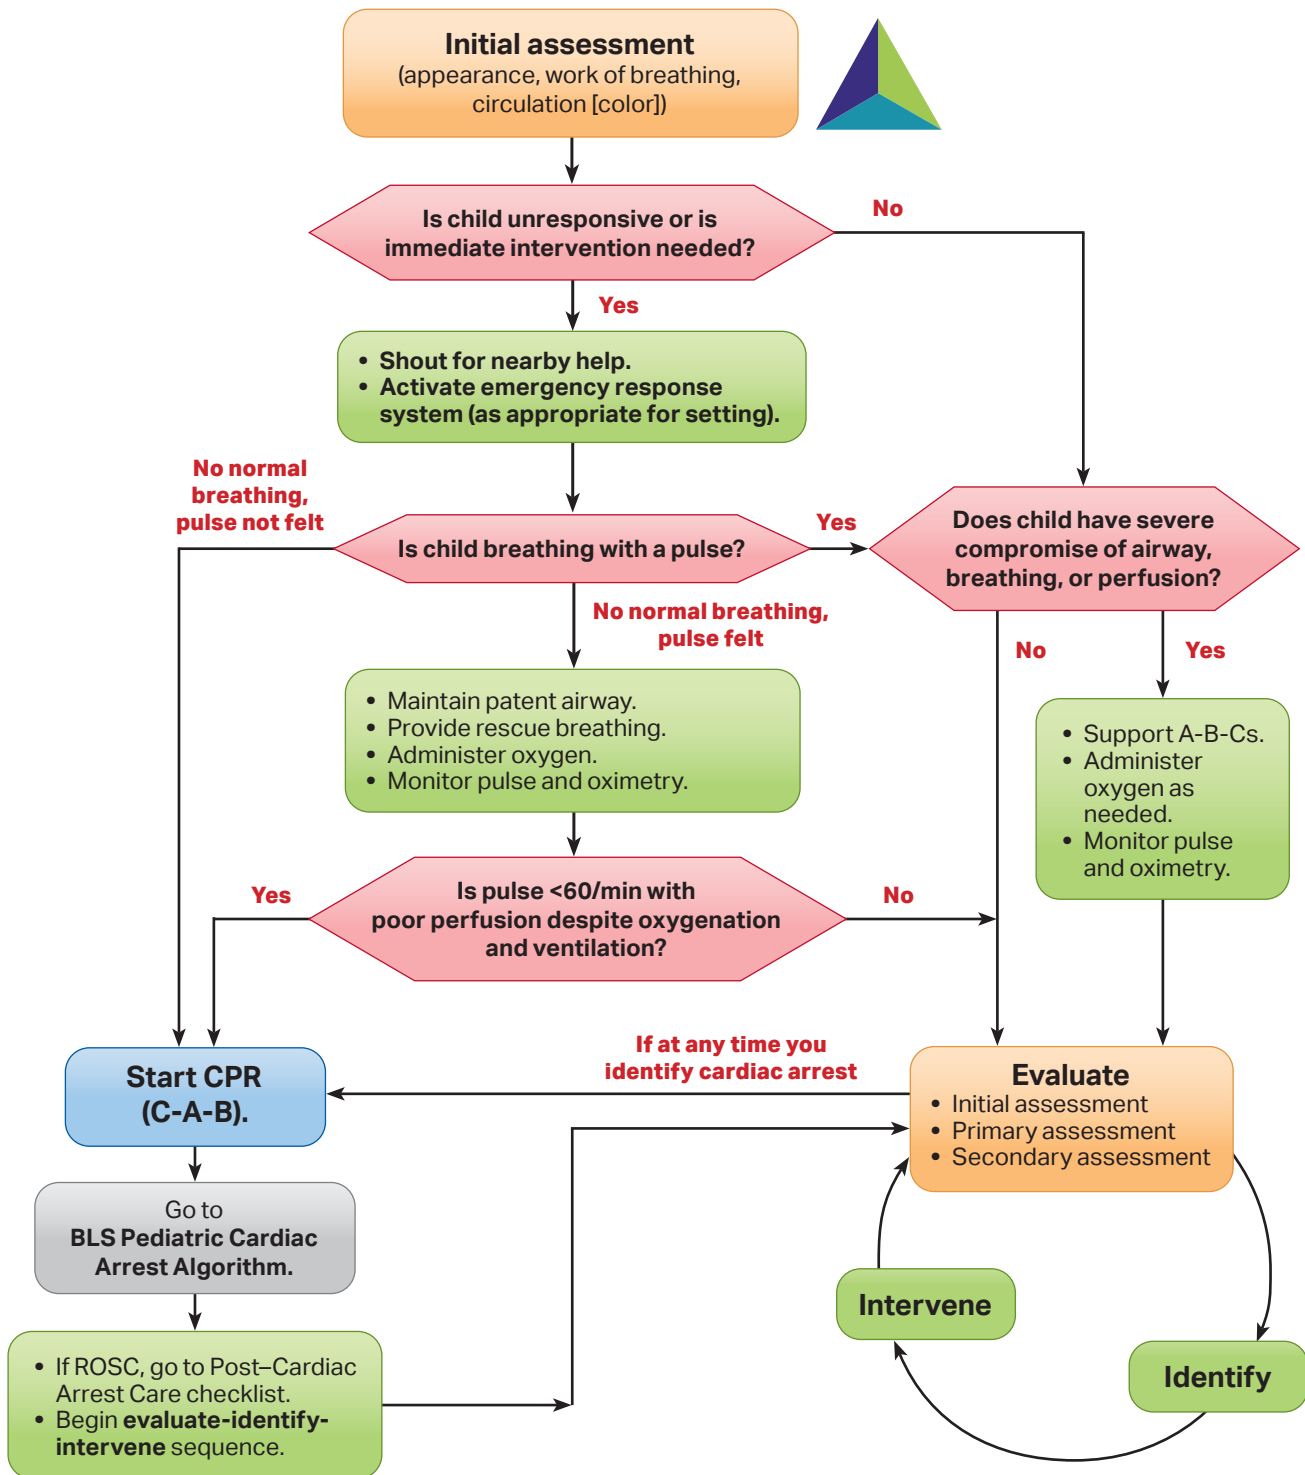 Initial assessment
(appearance, work of breathing,
circulation [color])
Is child unresponsive or is
immediate intervention needed?
No
Yes
• Shout for nearby help.
• Activate emergency response
system (as appropriate for setting).
No normal
breathing,
pulse not felt
Is child breathing with a pulse?
Yes
Does child have severe
compromise of airway,
breathing, or perfusion?
No normal breathing,
pulse felt
No
Yes
• Maintain patent airway.
• Provide rescue breathing.
• Administer oxygen.
• Monitor pulse and oximetry.
• Support A-B-Cs.
• Administer
oxygen as
needed.
• Monitor pulse
and oximetry.
Yes
Is pulse <60/min with
poor perfusion despite oxygenation
and ventilation?
No
If at any time you
identify cardiac arrest
Start CPR
(C-A-B).
Evaluate
• Initial assessment
• Primary assessment
• Secondary assessment
Go to
BLS Pediatric Cardiac
Arrest Algorithm.
Intervene
Identify
• If ROSC, go to Post–Cardiac
Arrest Care checklist.
• Begin evaluate-identify-
intervene sequence.